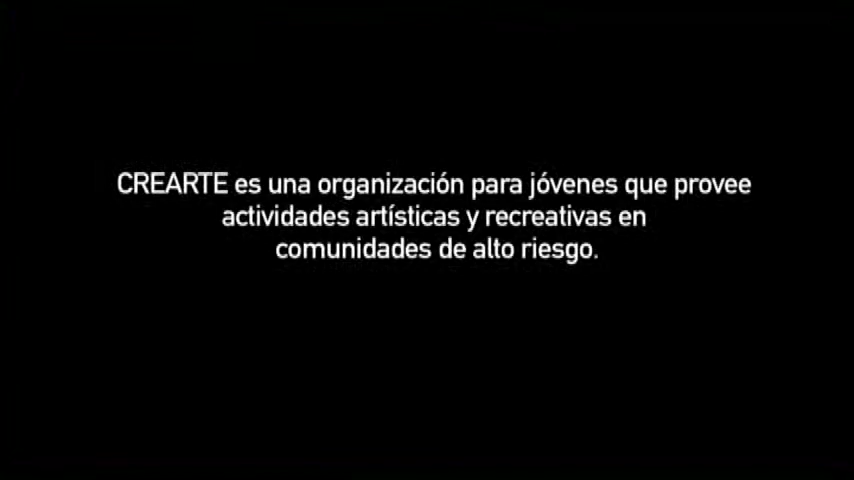 CREARTE es una organización para jóvenes que provee
actividades artísticas y recreativas en
comunidades de alto riesgo.